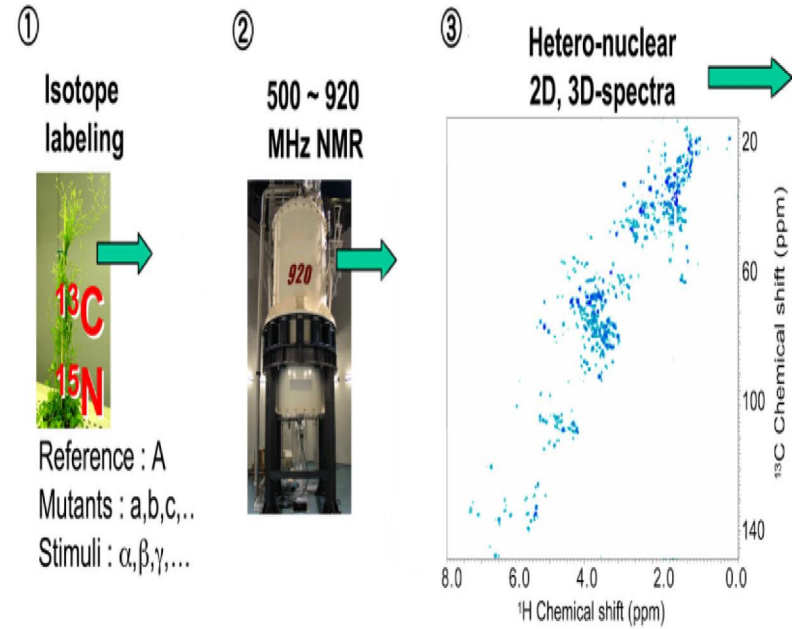 ①
Isotope
labeling
¹³C
¹⁵N
Reference : A
Mutants : a,b,c,..
Stimuli : α,β,γ,...
②
500 ~ 920
MHz NMR
920
③
Hetero-nuclear
2D, 3D-spectra
20
60
100
140
¹³C Chemical shift (ppm)
8.0 6.0 4.0 2.0 0.0
¹H Chemical shift (ppm)